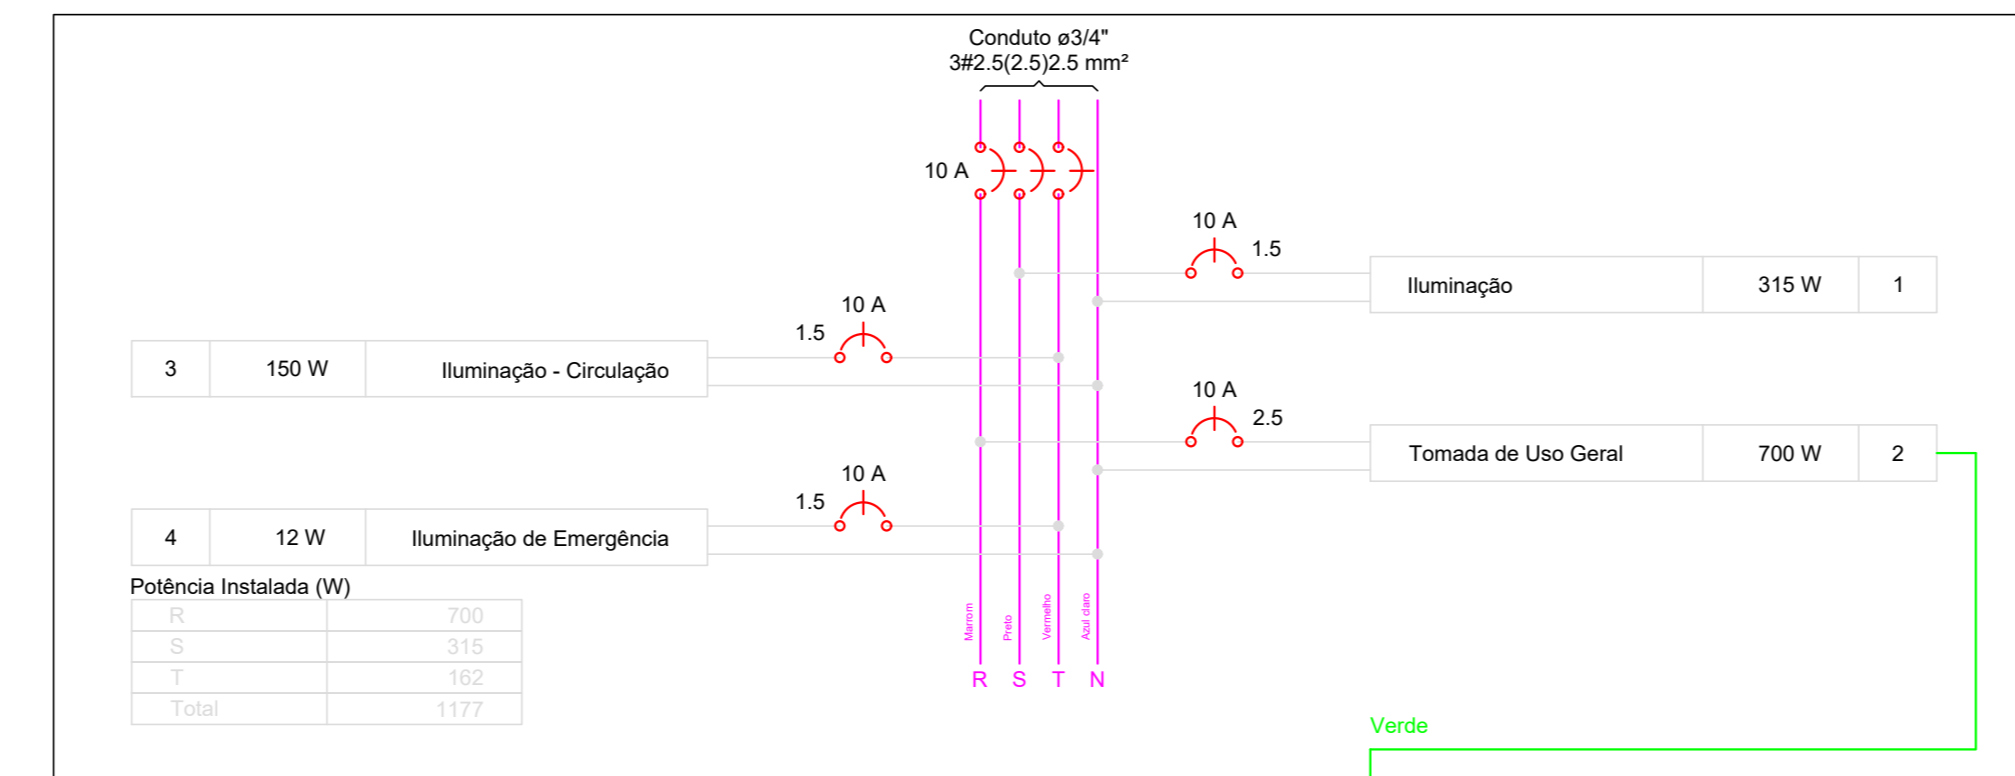 Conduto ø3/4"
3#2.5(2.5)2.5 mm²
10 A
10 A
1.5
Iluminação 315 W 1
10 A
1.5
3 150 W Iluminação - Circulação
10 A
2.5
Tomada de Uso Geral 700 W 2
10 A
1.5
4 12 W Iluminação de Emergência
Potência Instalada (W)
R 700
S 315
T 162
Total 1177
Marrom
Preto
Vermelho
Azul claro
R S T N
Verde